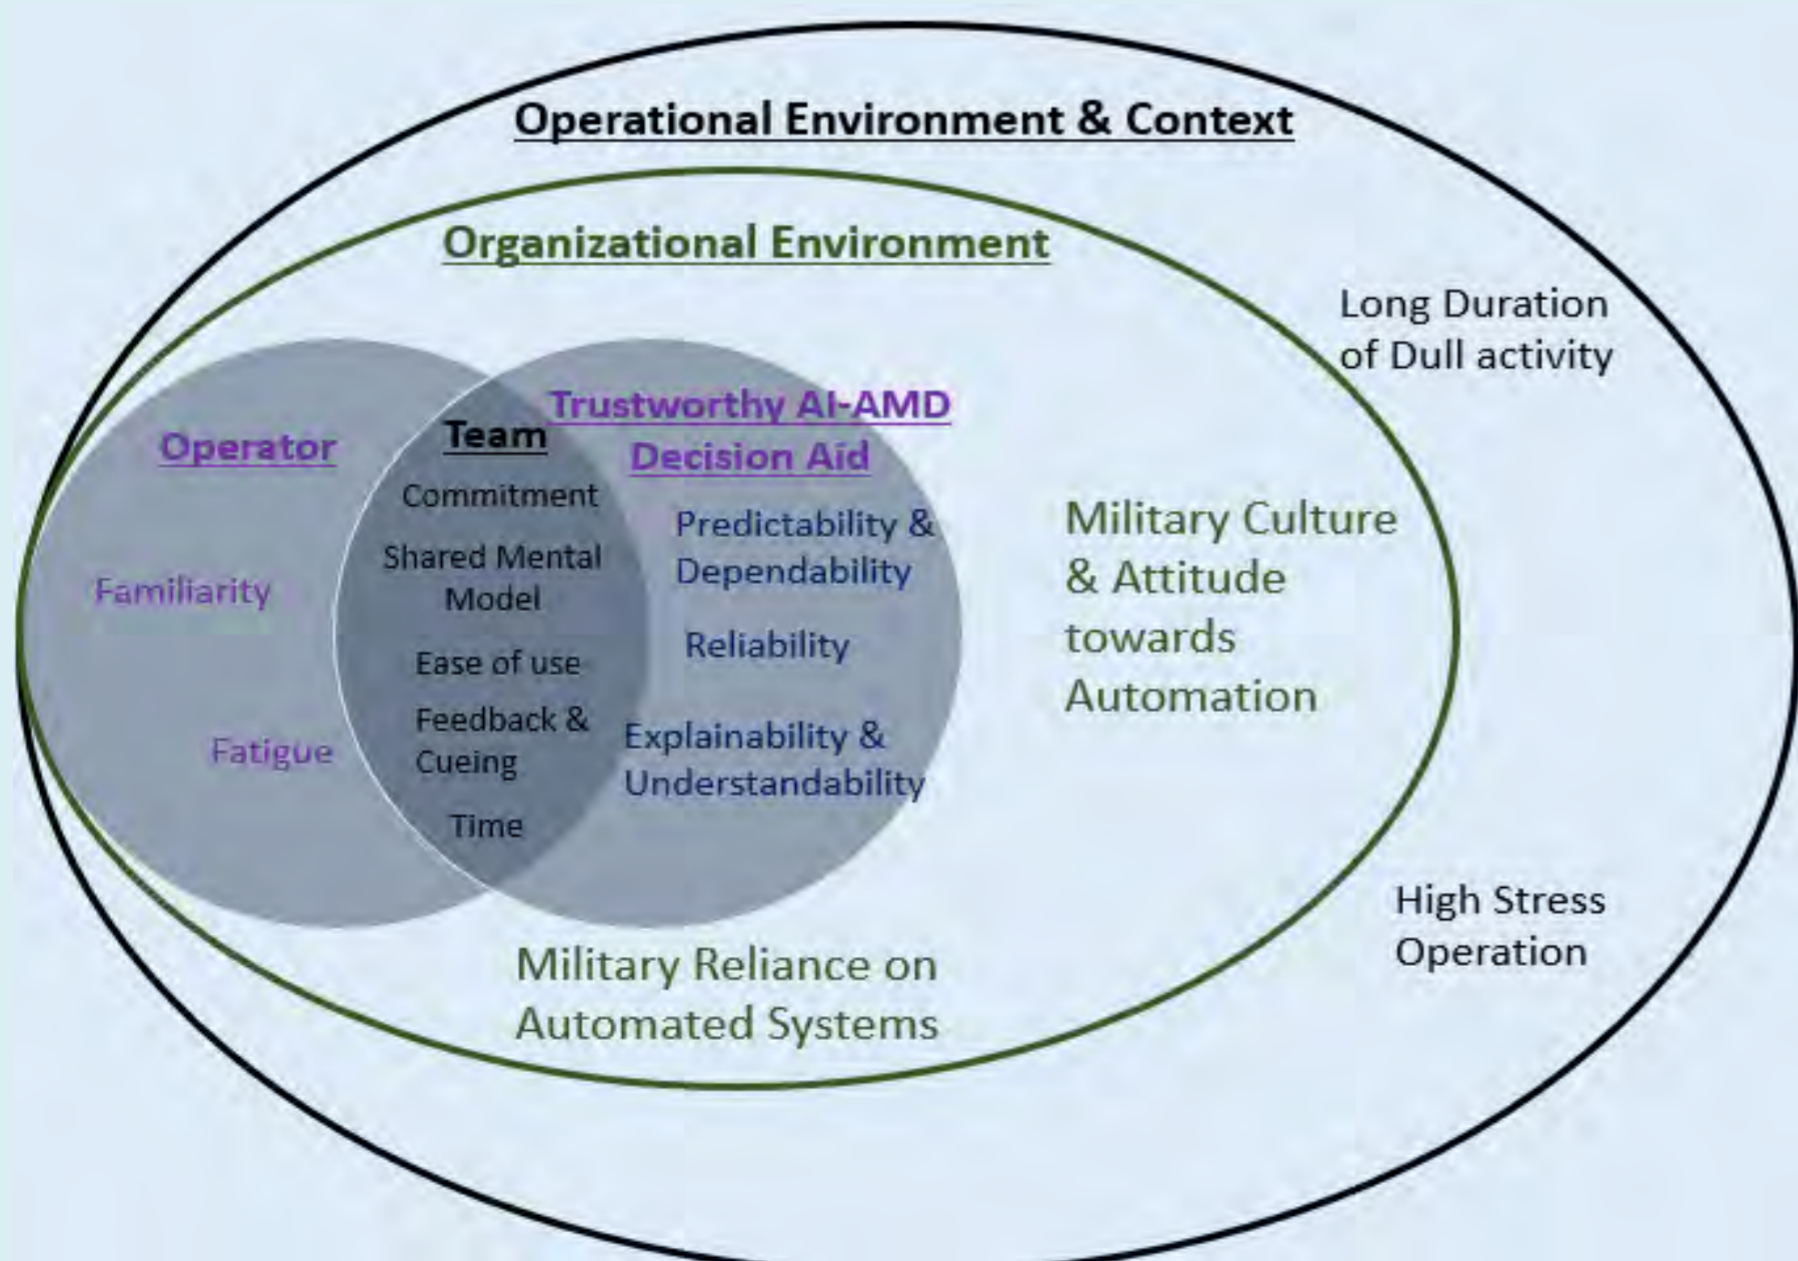 Operational Environment & Context
Organizational Environment
Long Duration
of Dull activity
Operator
Familiarity
Fatigue
Team
Commitment
Shared Mental
Model
Ease of use
Feedback &
Cueing
Time
Trustworthy AI-AMD
Decision Aid
Predictability &
Dependability
Reliability
Explainability &
Understandability
Military Culture
& Attitude
towards
Automation
High Stress
Operation
Military Reliance on
Automated Systems